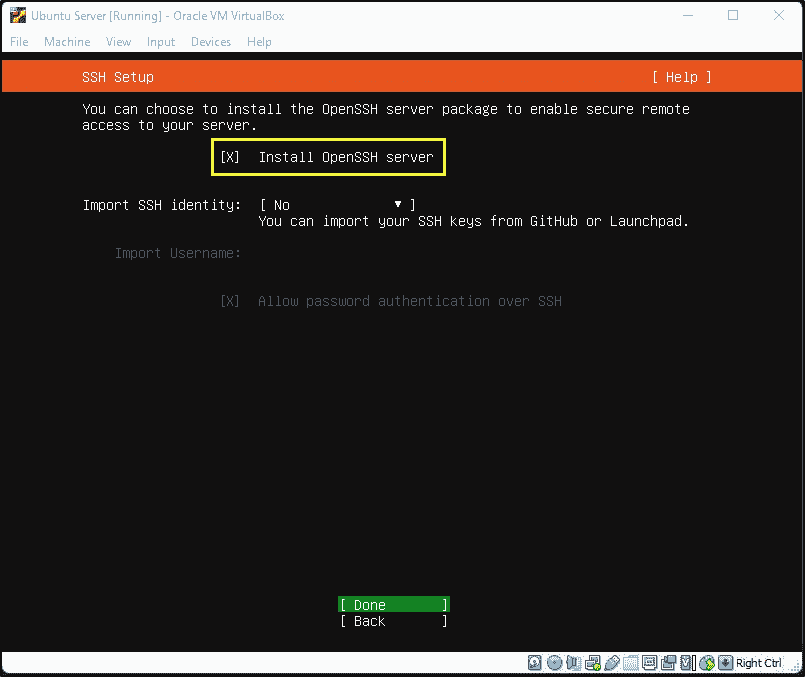 Ubuntu Server [Running] - Oracle VM VirtualBox
File Machine View Input Devices Help
SSH Setup [ Help ]
You can choose to install the OpenSSH server package to enable secure remote
access to your server.
[X] Install OpenSSH server
Import SSH identity: [ No ▼ ]
You can import your SSH keys from GitHub or Launchpad.
Import Username:
[X] Allow password authentication over SSH
[ Done ]
[ Back ]
Right Ctrl